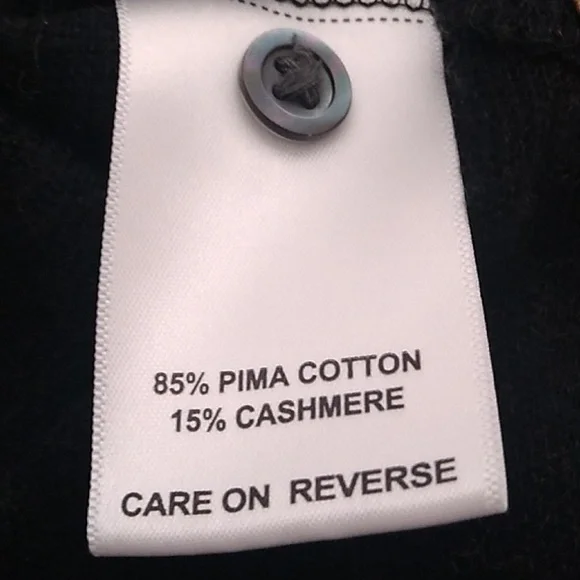 85% PIMA COTTON
15% CASHMERE
CARE ON REVERSE